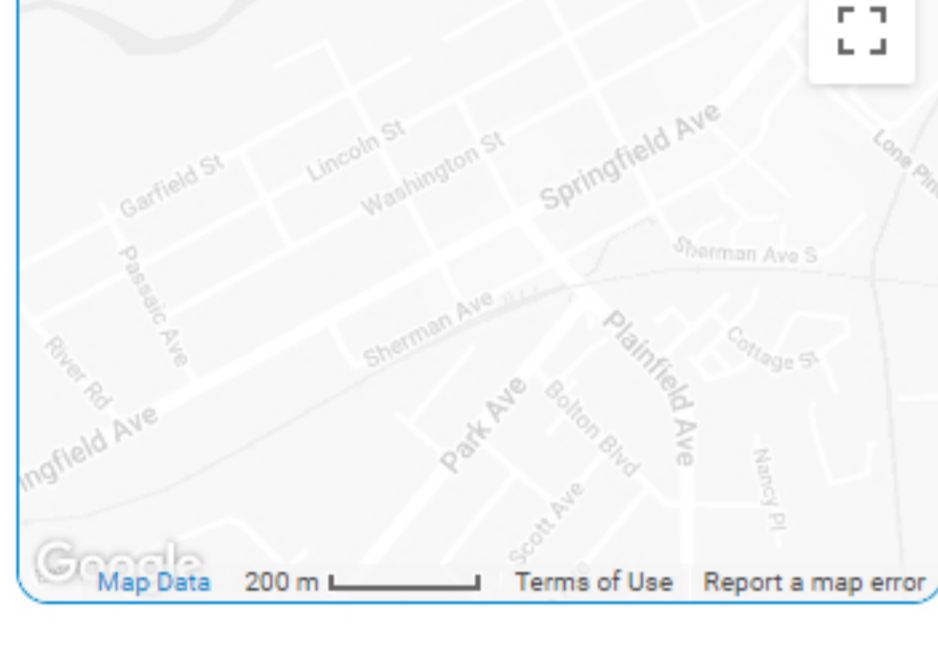 Garfield St
Lincoln St
Washington St
Springfield Ave
Lone Pin
Passaic Ave
Sherman Ave S
Sherman Ave
River Rd
Plainfield Ave
Cottage St
Park Ave
Bolton Blvd
ingfield Ave
Nancy Pl
Scott Ave
Google
Map Data 200 m Terms of Use Report a map error